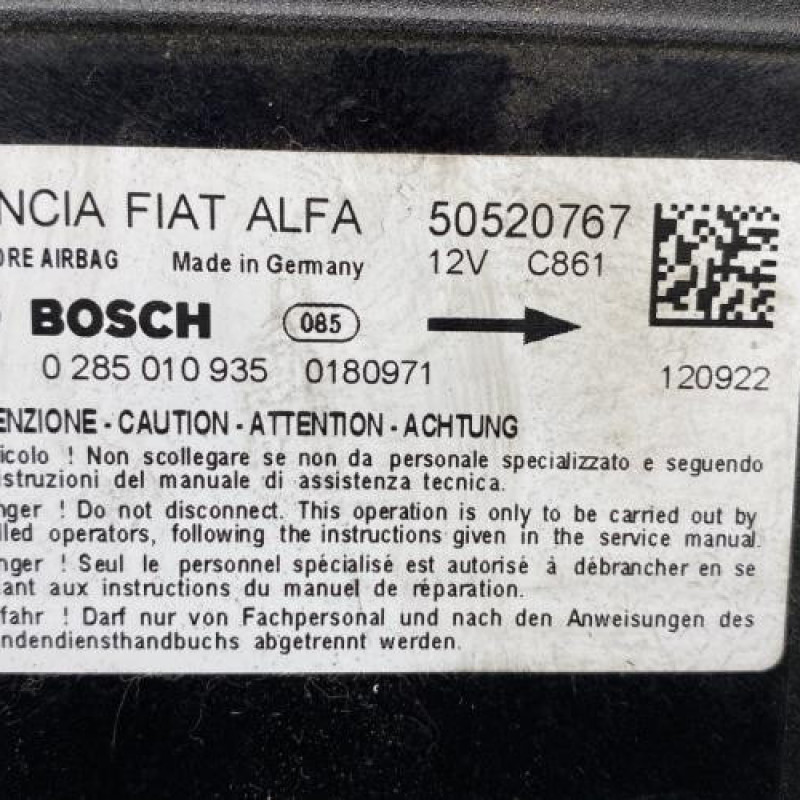 NCIA FIAT ALFA 50520767
ORE AIRBAG Made in Germany 12V C861
BOSCH 085
0 285 010 935 0180971 120922
ENZIONE - CAUTION - ATTENTION - ACHTUNG
icolo ! Non scollegare se non da personale specializzato e seguendo
istruzioni del manuale di assistenza tecnica.
nger ! Do not disconnect. This operation is only to be carried out by
lled operators, following the instructions given in the service manual.
nger ! Seul le personnel spécialisé est autorisé à débrancher en se
ant aux instructions du manuel de réparation.
fahr ! Darf nur von Fachpersonal und nach den Anweisungen des
ndendiensthandbuchs abgetrennt werden.